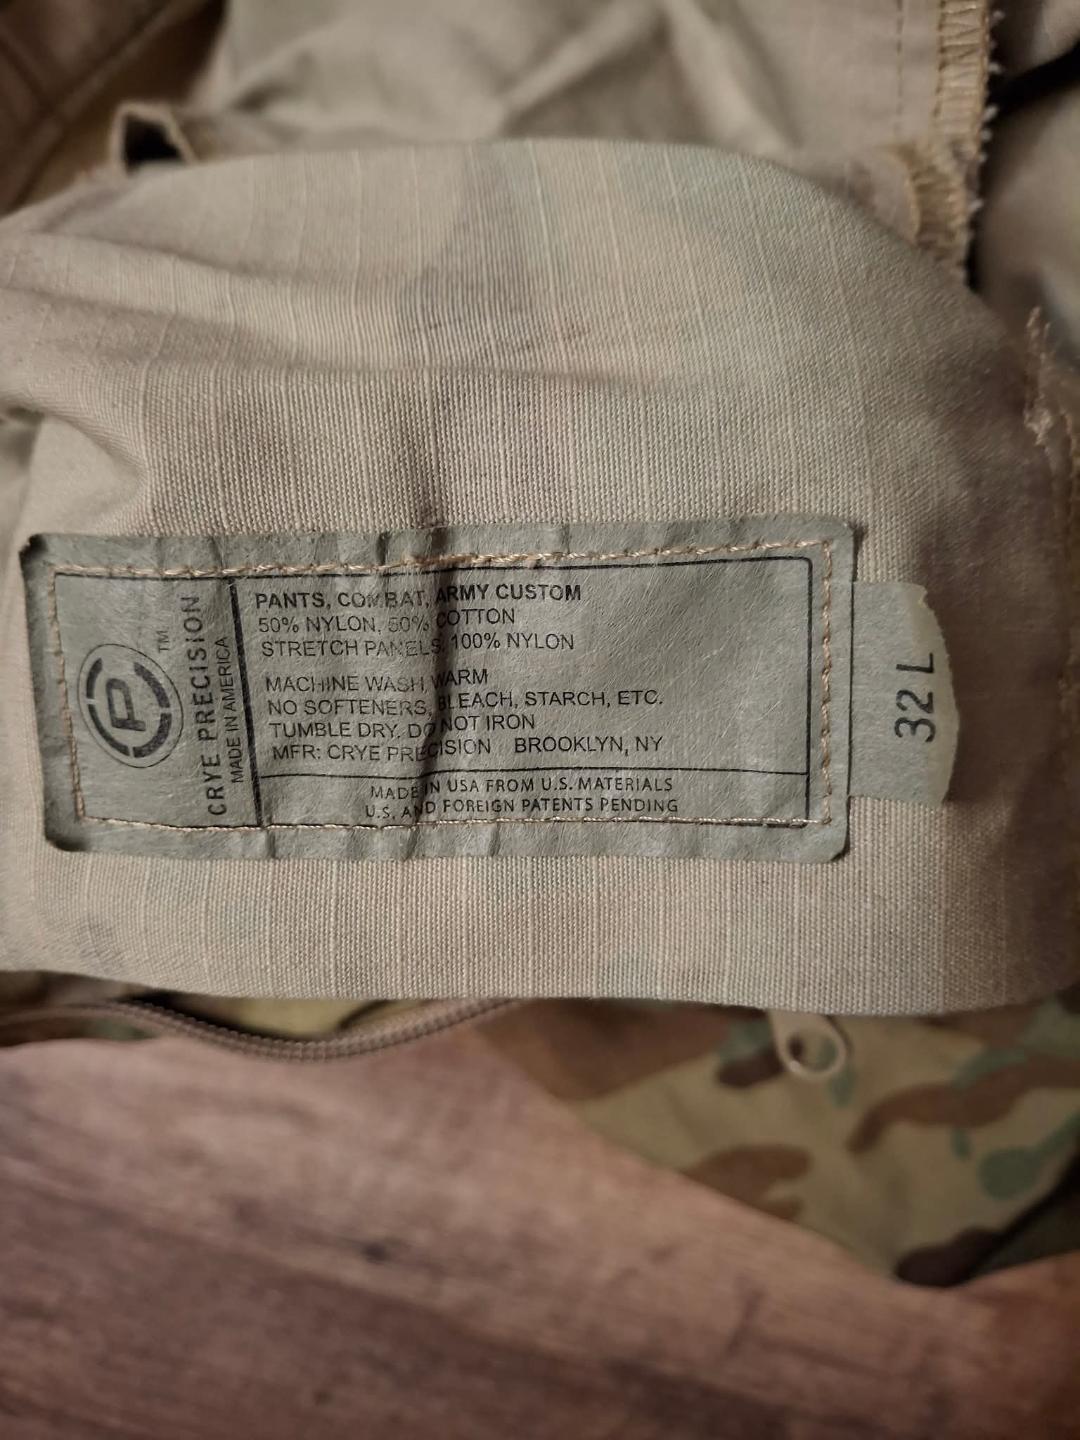 P
TM
CRYE PRECISION
MADE IN AMERICA
PANTS, COMBAT, ARMY CUSTOM
50% NYLON, 50% COTTON
STRETCH PANELS: 100% NYLON
MACHINE WASH WARM
NO SOFTENERS, BLEACH, STARCH, ETC.
TUMBLE DRY. DO NOT IRON
MFR: CRYE PRECISION BROOKLYN, NY
MADE IN USA FROM U.S. MATERIALS
U.S. AND FOREIGN PATENTS PENDING
32 L